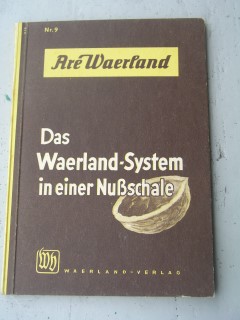 Nr. 9
Are Waerland
Das
Waerland-System
in einer Nußschale
Wb
WAERLAND-VERLAG